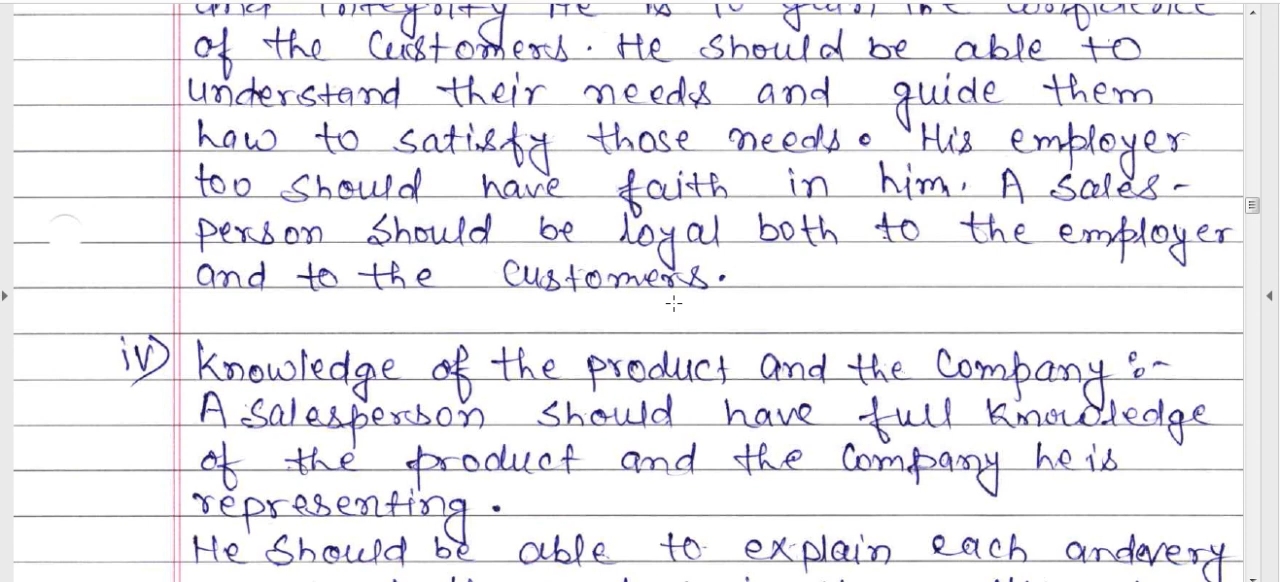 of the customers. He should be able to
understand their needs and guide them
how to satisfy those needs. His employer
too should have faith in him. A sales-
person should be loyal both to the employer
and to the customers.
iv) Knowledge of the product and the Company :-
A salesperson should have full knowledge
of the product and the Company he is
representing.
He should be able to explain each andvery